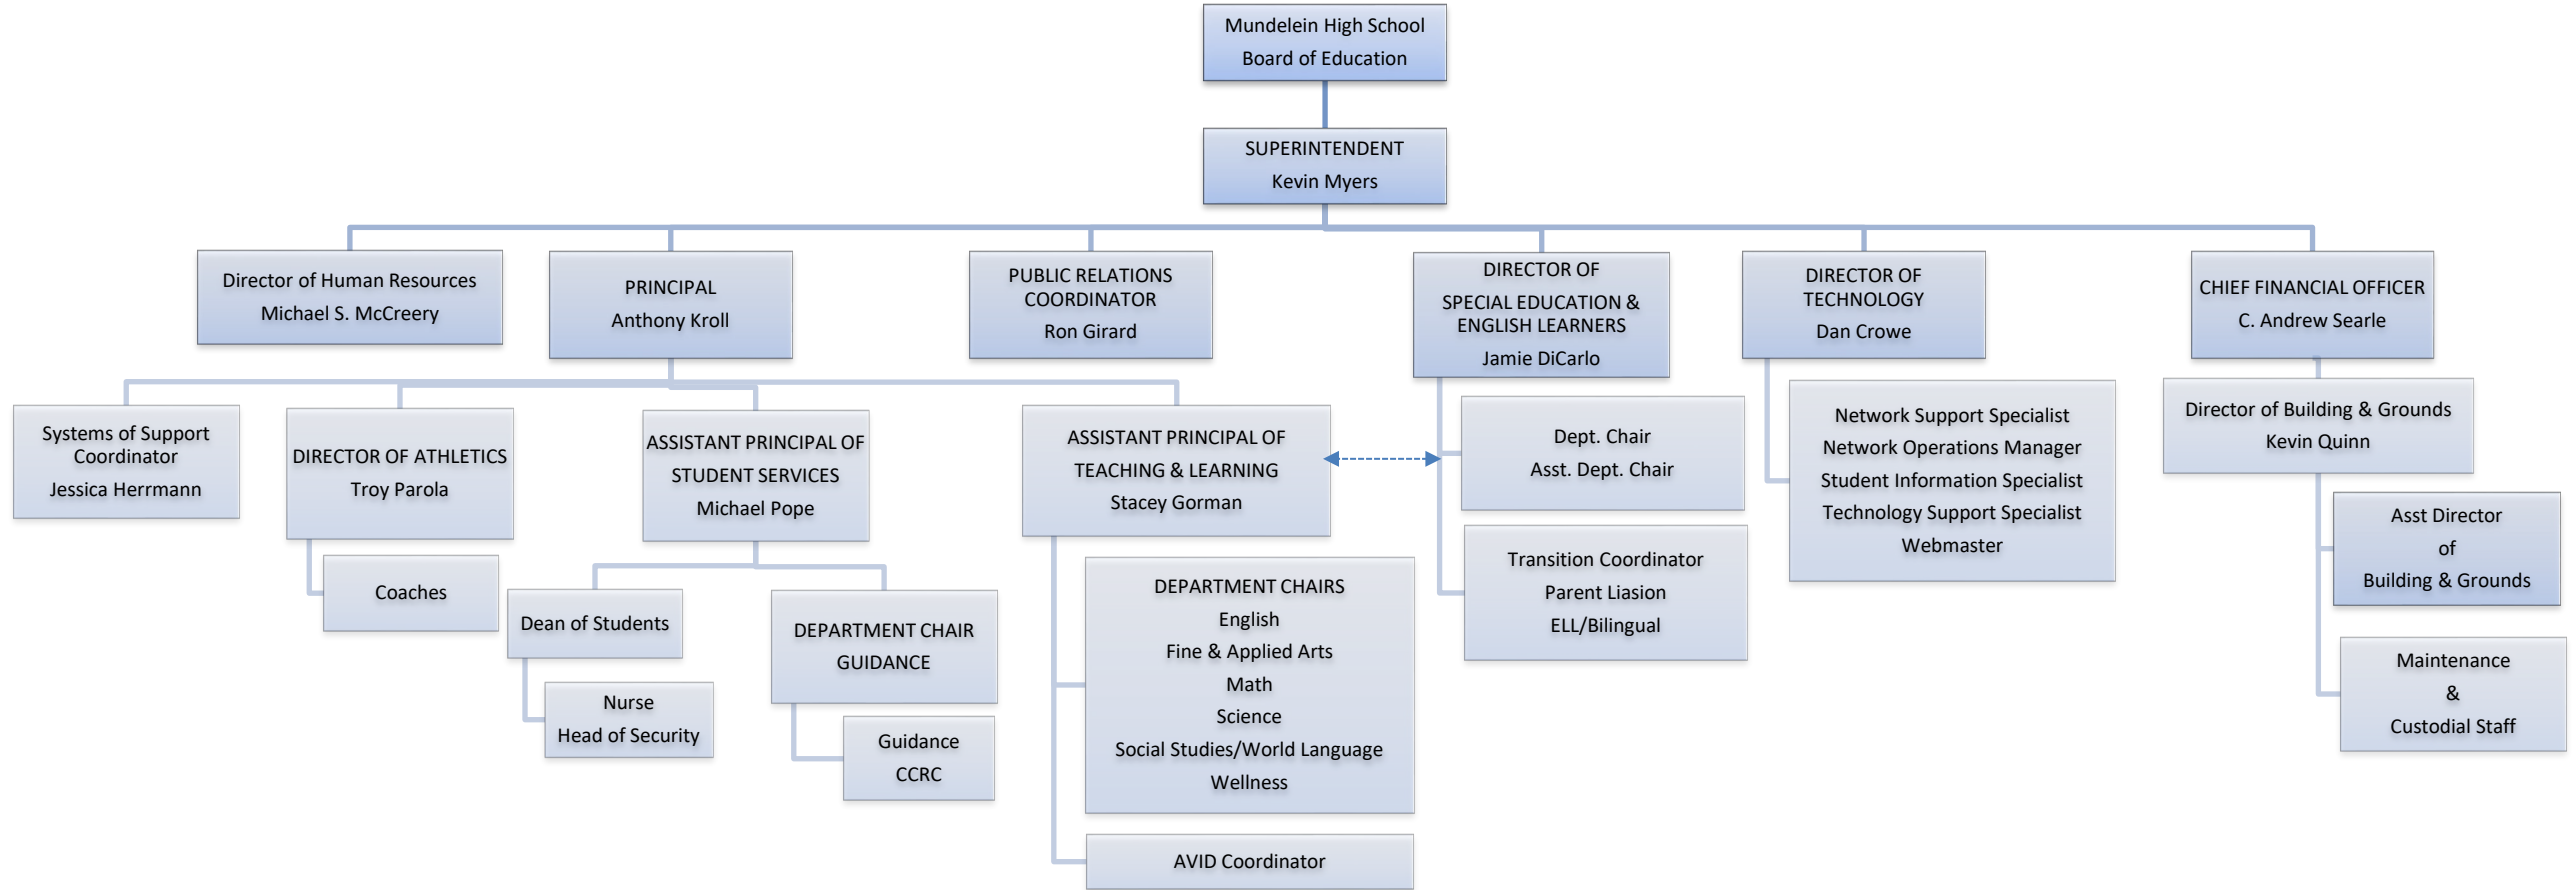 Mundelein High School
Board of Education
SUPERINTENDENT
Kevin Myers
Director of Human Resources
Michael S. McCreery
PRINCIPAL
Anthony Kroll
PUBLIC RELATIONS
COORDINATOR
Ron Girard
DIRECTOR OF
SPECIAL EDUCATION &
ENGLISH LEARNERS
Jamie DiCarlo
DIRECTOR OF
TECHNOLOGY
Dan Crowe
CHIEF FINANCIAL OFFICER
C. Andrew Searle
Systems of Support
Coordinator
Jessica Herrmann
DIRECTOR OF ATHLETICS
Troy Parola
Coaches
ASSISTANT PRINCIPAL OF
STUDENT SERVICES
Michael Pope
Dean of Students
Nurse
Head of Security
DEPARTMENT CHAIR
GUIDANCE
Guidance
CCRC
ASSISTANT PRINCIPAL OF
TEACHING & LEARNING
Stacey Gorman
DEPARTMENT CHAIRS
English
Fine & Applied Arts
Math
Science
Social Studies/World Language
Wellness
AVID Coordinator
Dept. Chair
Asst. Dept. Chair
Transition Coordinator
Parent Liasion
ELL/Bilingual
Network Support Specialist
Network Operations Manager
Student Information Specialist
Technology Support Specialist
Webmaster
Director of Building & Grounds
Kevin Quinn
Asst Director
of
Building & Grounds
Maintenance
&
Custodial Staff